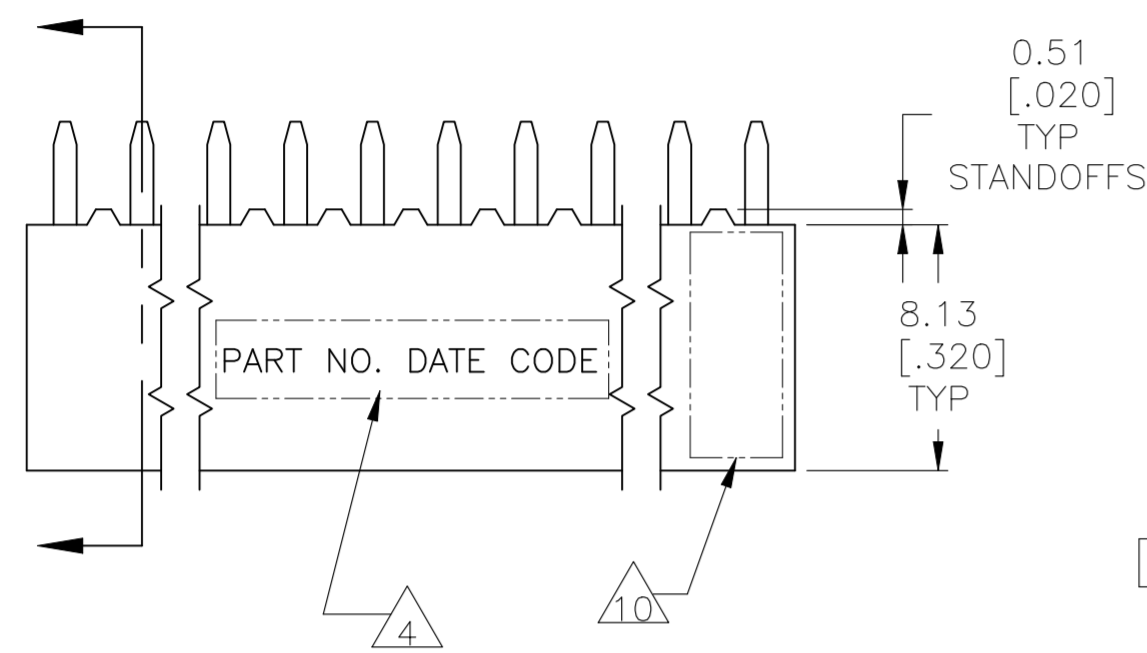 0.51
[.020]
TYP
STANDOFFS
8.13
[.320]
TYP
PART NO. DATE CODE
10
4
[